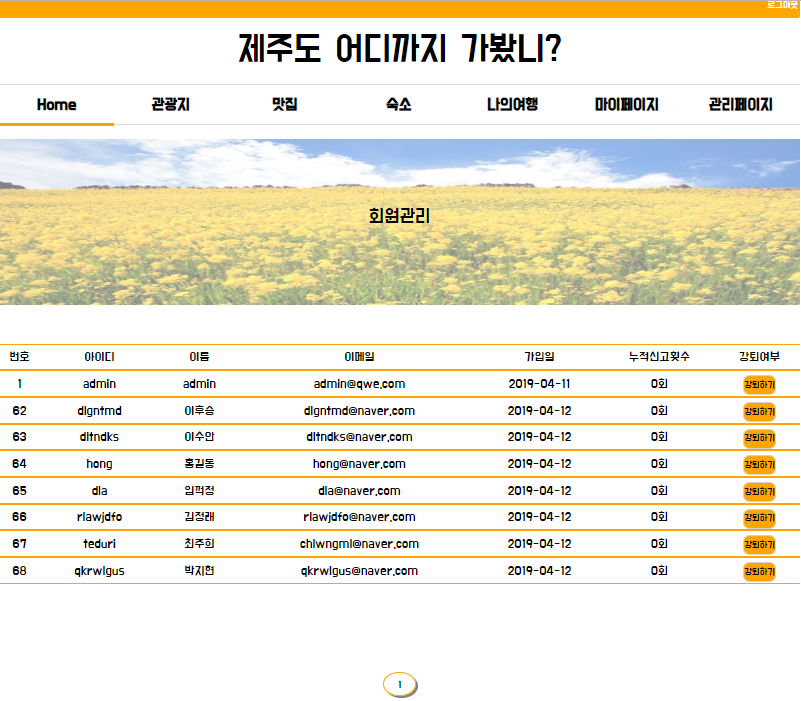 로그아웃
제주도 어디까지 가봤니?
Home 관광지 맛집 숙소 나의여행 마이페이지 관리페이지
회원관리
번호 아이디 이름 이메일 가입일 누적신고횟수 강퇴여부
1 admin admin admin@qwe.com 2019-04-11 0회 강퇴하기
62 dlgntmd 이후승 dlgntmd@naver.com 2019-04-12 0회 강퇴하기
63 dltndks 이수안 dltndks@naver.com 2019-04-12 0회 강퇴하기
64 hong 홍길동 hong@naver.com 2019-04-12 0회 강퇴하기
65 dla 임꺽정 dla@naver.com 2019-04-12 0회 강퇴하기
66 rlawjdfo 김정래 rlawjdfo@naver.com 2019-04-12 0회 강퇴하기
67 teduri 최주희 chlwngml@naver.com 2019-04-12 0회 강퇴하기
68 qkrwlgus 박지현 qkrwlgus@naver.com 2019-04-12 0회 강퇴하기
1